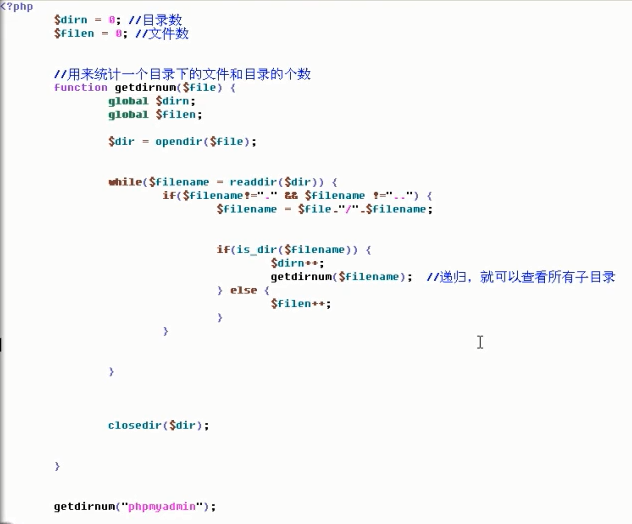 <?php
$dirn = 0; //目录数
$filen = 0; //文件数
//用来统计一个目录下的文件和目录的个数
function getdirnum($file) {
global $dirn;
global $filen;
$dir = opendir($file);
while($filename = readdir($dir)) {
if($filename!="." && $filename !="..") {
$filename = $file."/".$filename;
if(is_dir($filename)) {
$dirn++;
getdirnum($filename); //递归，就可以查看所有子目录
} else {
$filen++;
}
}
}
closedir($dir);
}
getdirnum("phpmyadmin");